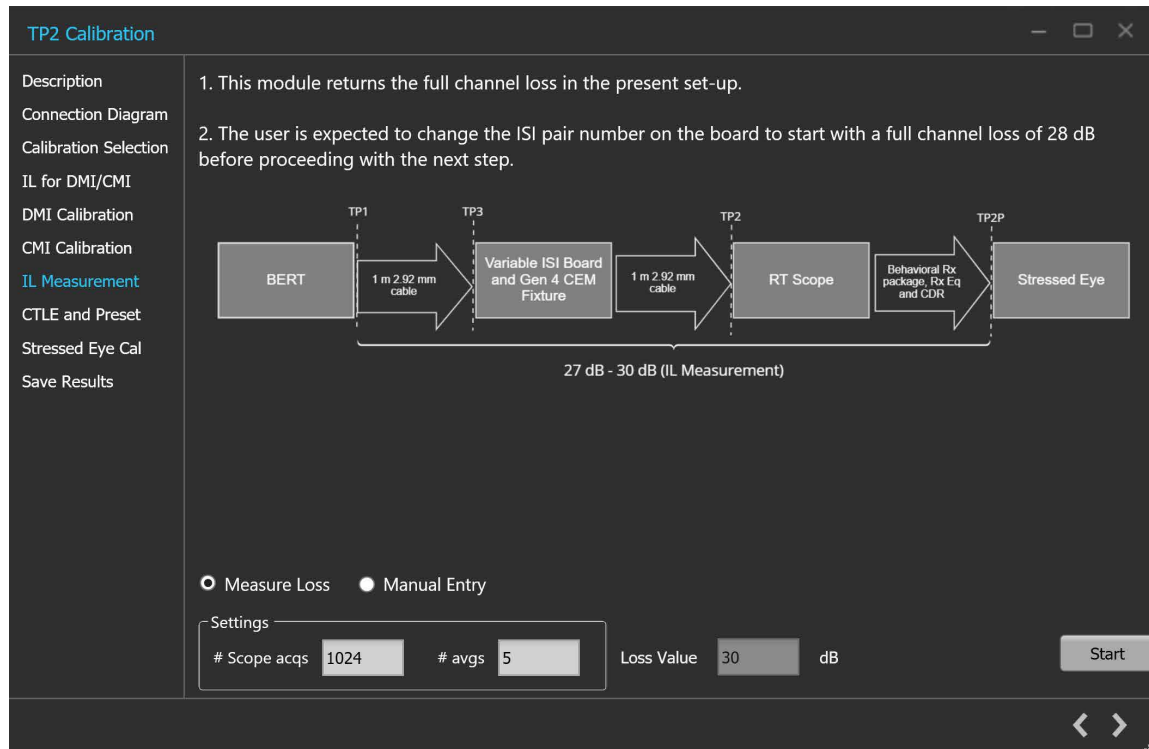 TP2 Calibration
Description
Connection Diagram
Calibration Selection
IL for DMI/CMI
DMI Calibration
CMI Calibration
IL Measurement
CTLE and Preset
Stressed Eye Cal
Save Results
1. This module returns the full channel loss in the present set-up.
2. The user is expected to change the ISI pair number on the board to start with a full channel loss of 28 dB
before proceeding with the next step.
TP1
TP3
TP2
TP2P
BERT
1 m 2.92 mm
cable
Variable ISI Board
and Gen 4 CEM
Fixture
1 m 2.92 mm
cable
RT Scope
Behavioral Rx
package, Rx Eq
and CDR
Stressed Eye
27 dB - 30 dB (IL Measurement)
Measure Loss
Manual Entry
Settings
# Scope acqs 1024
# avgs 5
Loss Value 30 dB
Start